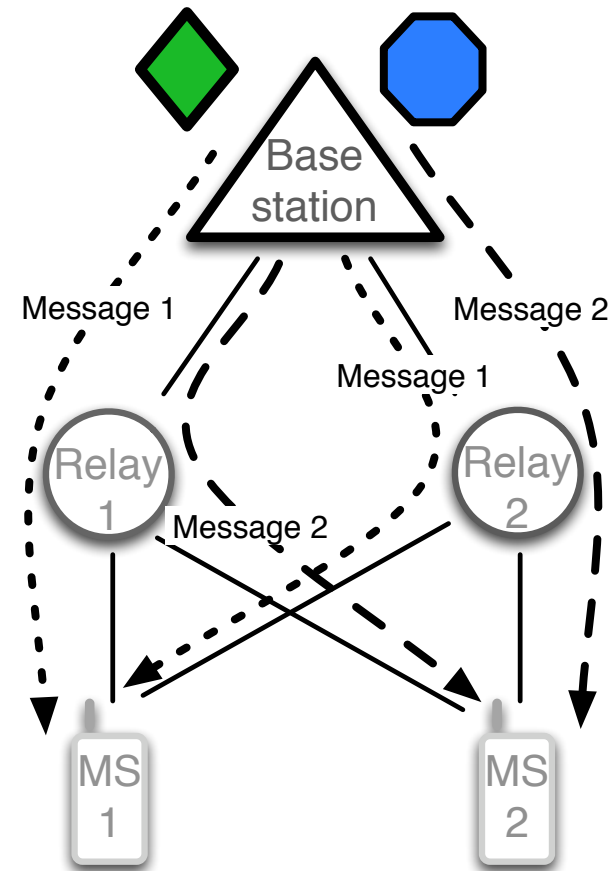 Base
station
Message 1
Message 2
Message 1
Relay
1
Relay
2
Message 2
MS
1
MS
2